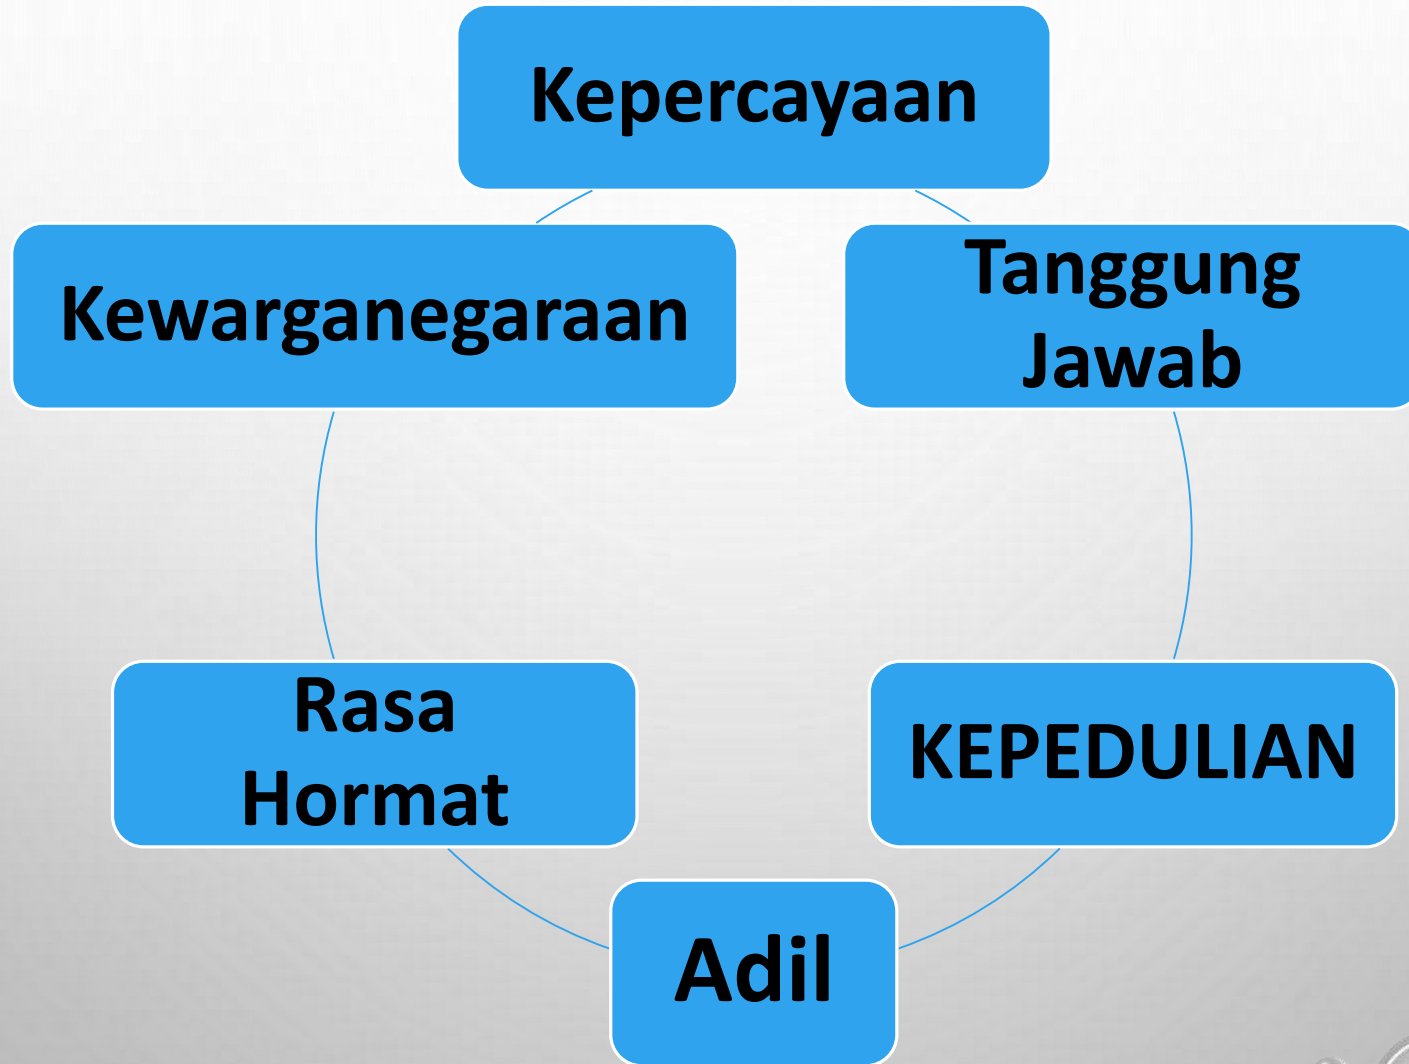 Kepercayaan
Kewarganegaraan
Tanggung
Jawab
Rasa
Hormat
KEPEDULIAN
Adil